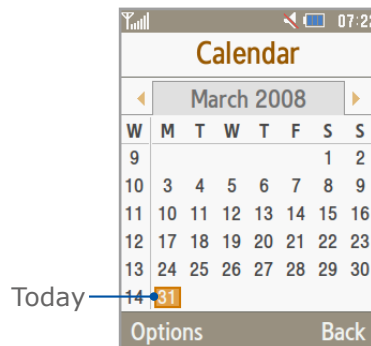 07:22
Calendar
March 2008
W M T W T F S S
9 1 2
10 3 4 5 6 7 8 9
11 10 11 12 13 14 15 16
12 17 18 19 20 21 22 23
13 24 25 26 27 28 29 30
Today 14 31
Options Back